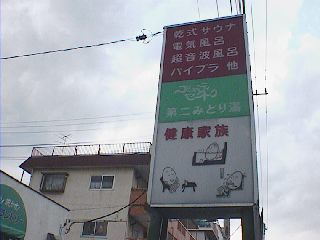 乾式サウナ
電気風呂
超音波風呂
バイブラ 他
第二みとり湯
健康家族